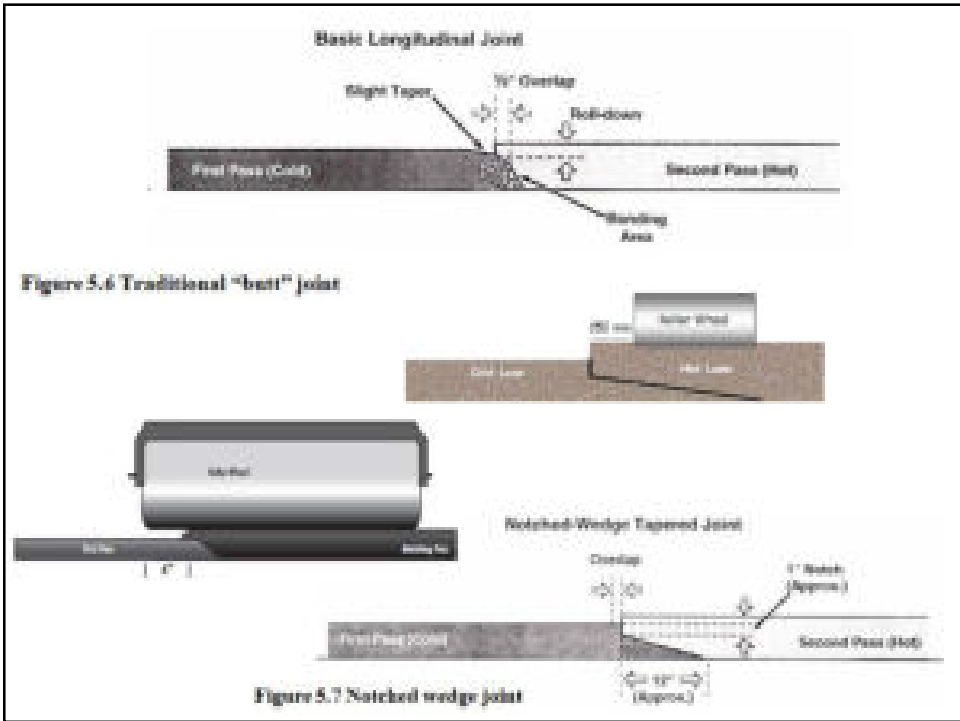 Basic Longitudinal Joint
½" Overlap
Slight Taper
Roll-down
First Pass (Cold)
Second Pass (Hot)
Bonding
Area
Figure 5.6 Traditional "butt" joint
Roller Wheel
Cold Lane
Hot Lane
6"
Notched-Wedge Tapered Joint
Overlap
1" Notch
(Approx.)
First Pass (Cold)
Second Pass (Hot)
12"
(Approx.)
Figure 5.7 Notched wedge joint